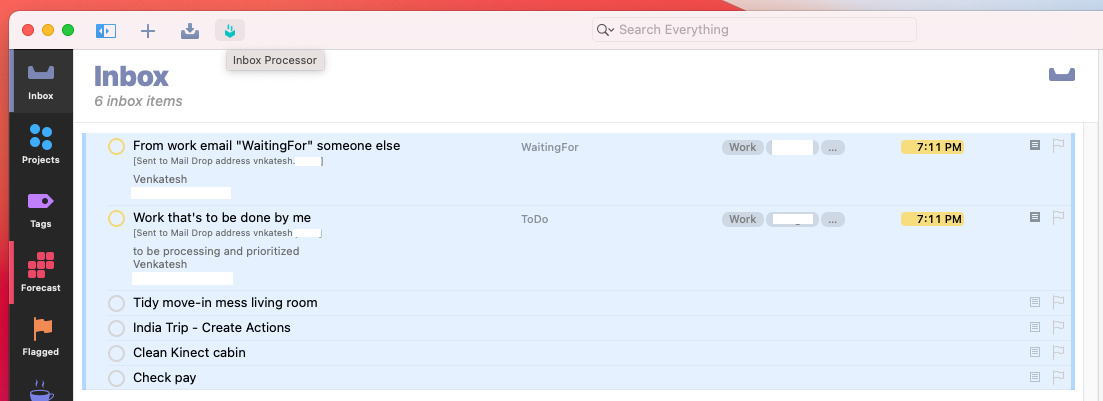 Search Everything
Inbox Processor
Inbox
6 inbox items
Inbox
Projects
Tags
Forecast
Flagged
From work email "WaitingFor" someone else WaitingFor Work ... 7:11 PM
[Sent to Mail Drop address vnkatesh. ]
Venkatesh
Work that's to be done by me ToDo Work ... 7:11 PM
[Sent to Mail Drop address vnkatesh ]
to be processing and prioritized
Venkatesh
Tidy move-in mess living room
India Trip - Create Actions
Clean Kinect cabin
Check pay